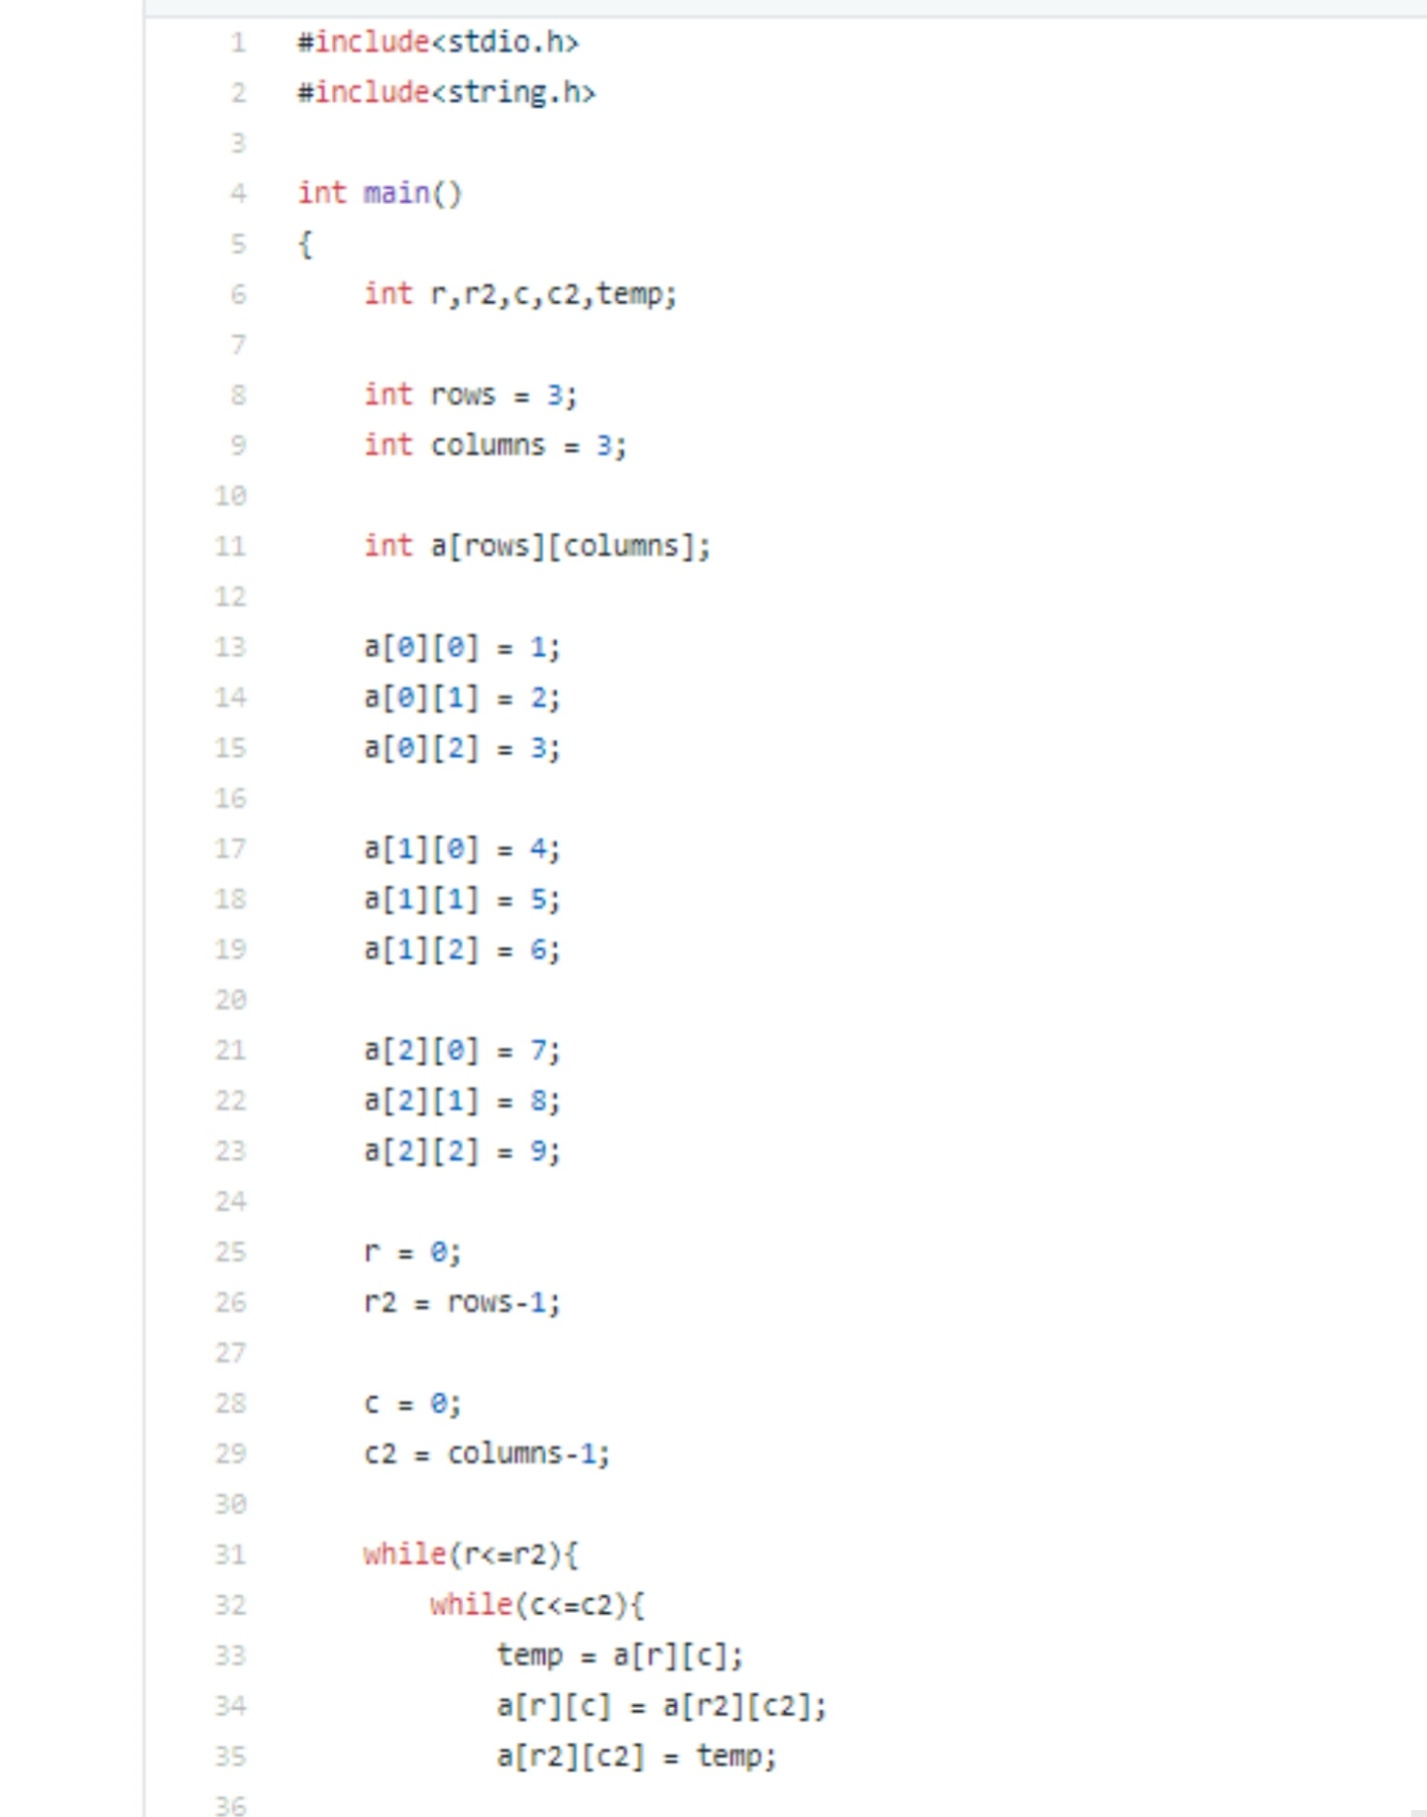 1 #include<stdio.h>
2 #include<string.h>
3
4 int main()
5 {
6     int r,r2,c,c2,temp;
7
8     int rows = 3;
9     int columns = 3;
10
11     int a[rows][columns];
12
13     a[0][0] = 1;
14     a[0][1] = 2;
15     a[0][2] = 3;
16
17     a[1][0] = 4;
18     a[1][1] = 5;
19     a[1][2] = 6;
20
21     a[2][0] = 7;
22     a[2][1] = 8;
23     a[2][2] = 9;
24
25     r = 0;
26     r2 = rows-1;
27
28     c = 0;
29     c2 = columns-1;
30
31     while(r<=r2){
32         while(c<=c2){
33             temp = a[r][c];
34             a[r][c] = a[r2][c2];
35             a[r2][c2] = temp;
36